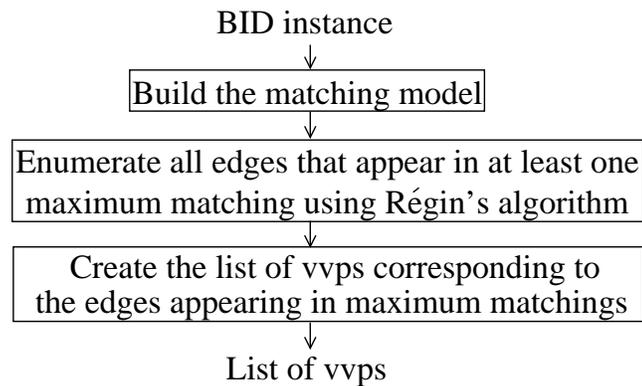 BID instance
Build the matching model
Enumerate all edges that appear in at least one
maximum matching using Régin's algorithm
Create the list of vvps corresponding to
the edges appearing in maximum matchings
List of vvps